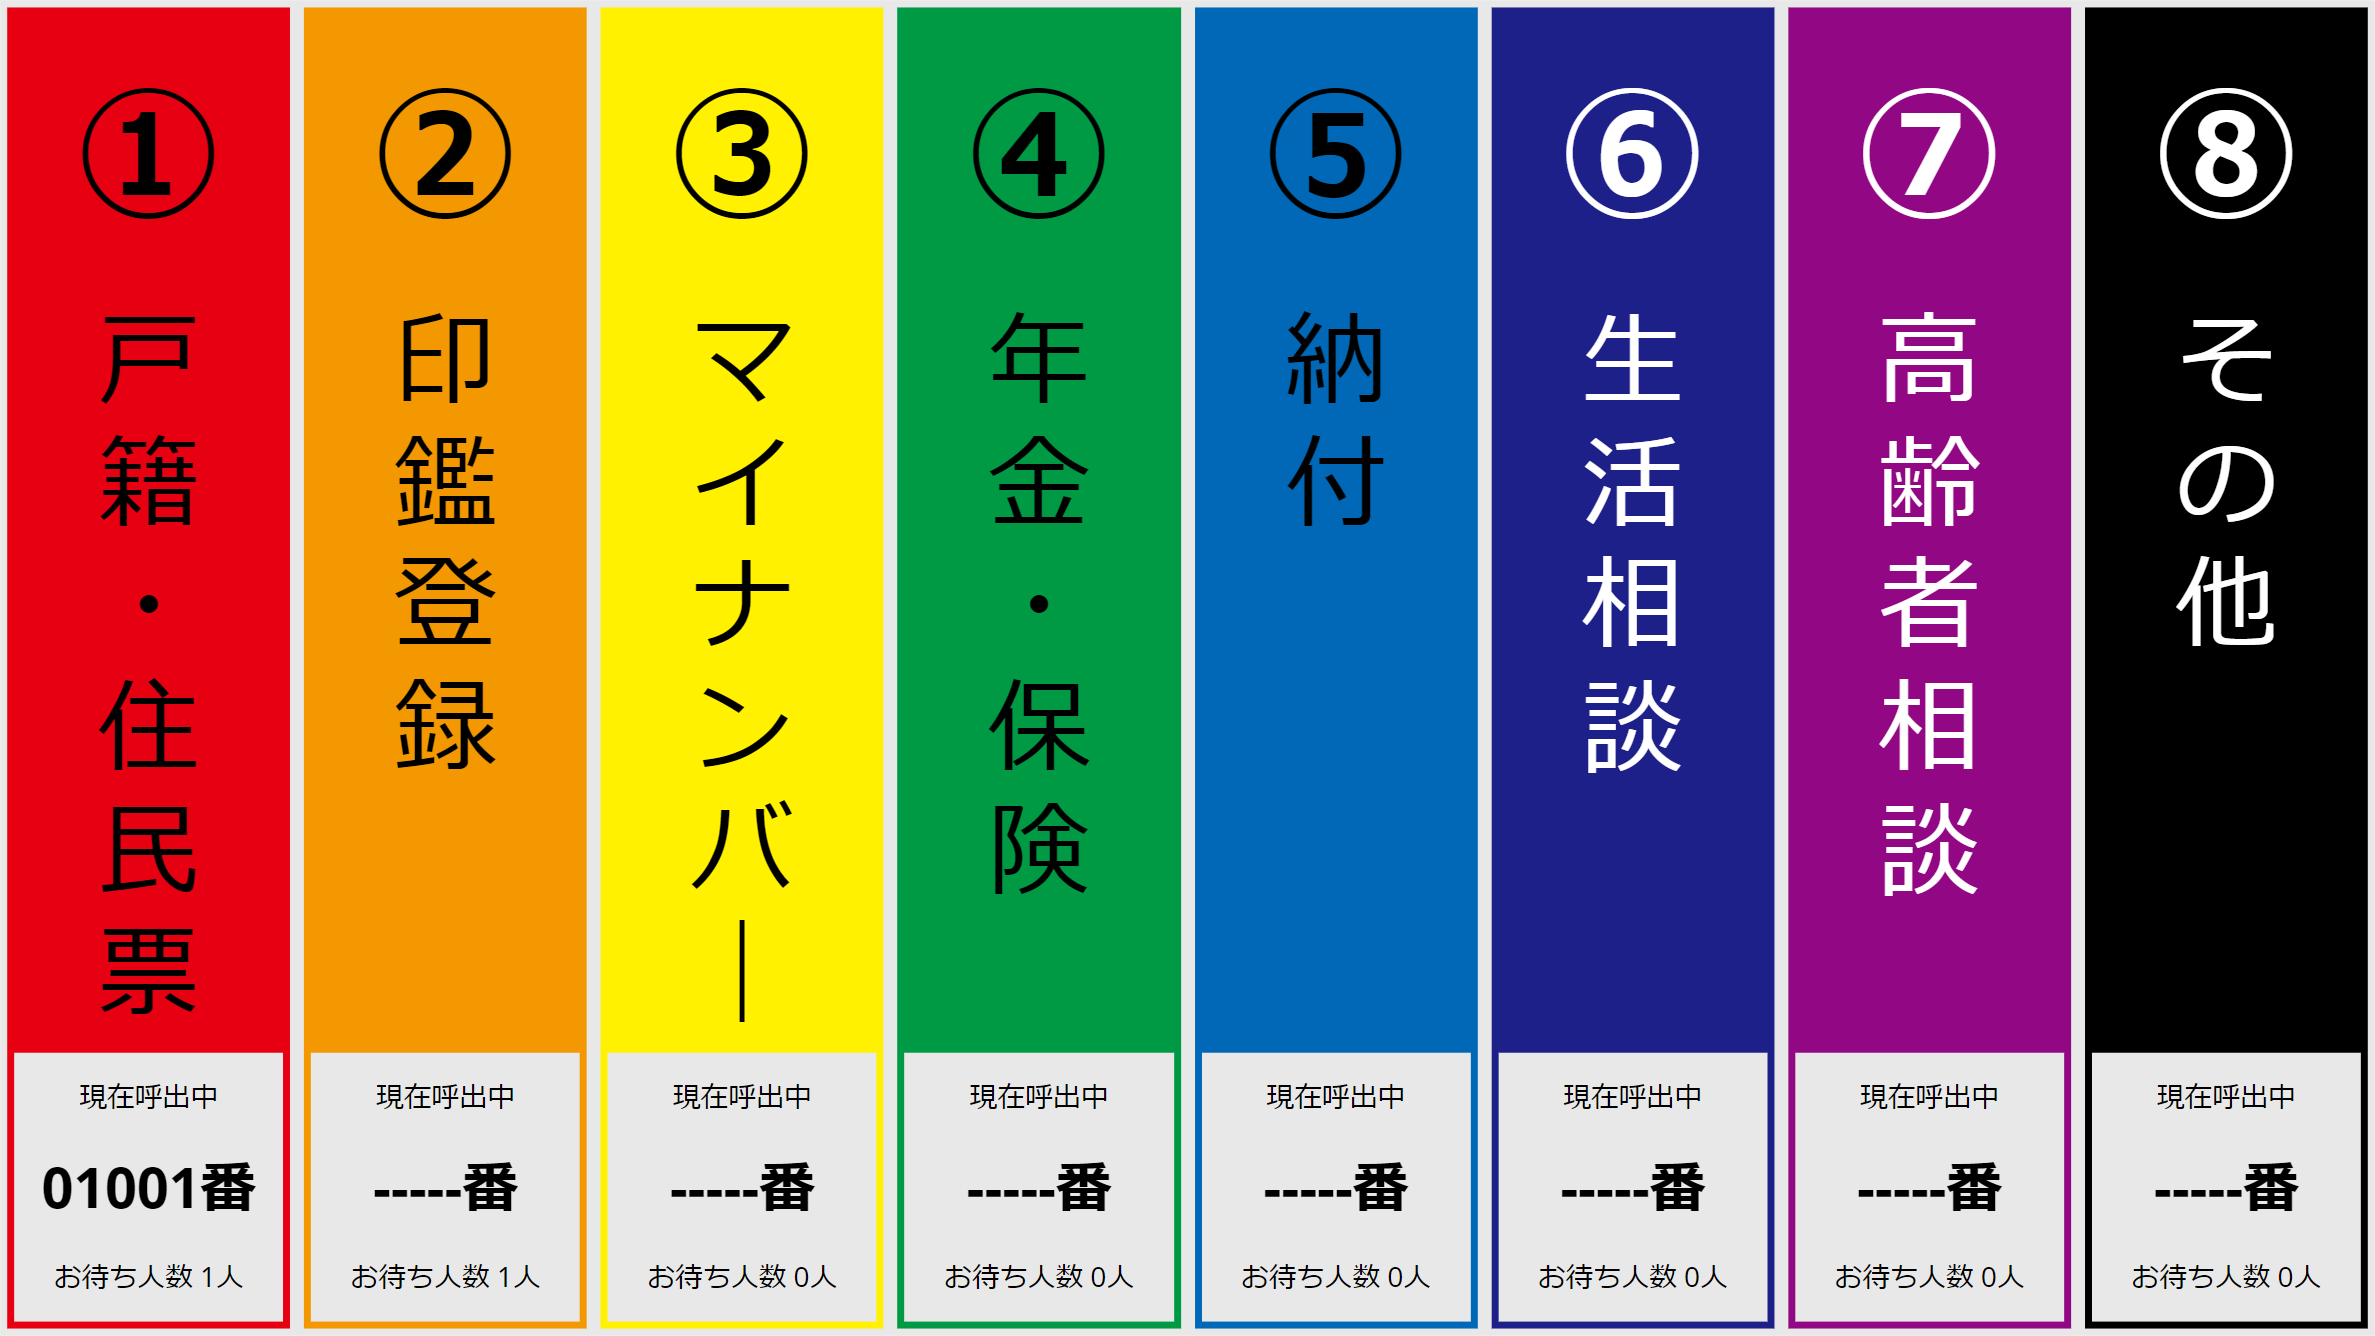 ①
戸籍・住民票
現在呼出中
01001番
お待ち人数 1人
②
印鑑登録
現在呼出中
-----番
お待ち人数 1人
③
マイナンバー
現在呼出中
-----番
お待ち人数 0人
④
年金・保険
現在呼出中
-----番
お待ち人数 0人
⑤
納付
現在呼出中
-----番
お待ち人数 0人
⑥
生活相談
現在呼出中
-----番
お待ち人数 0人
⑦
高齢者相談
現在呼出中
-----番
お待ち人数 0人
⑧
その他
現在呼出中
-----番
お待ち人数 0人